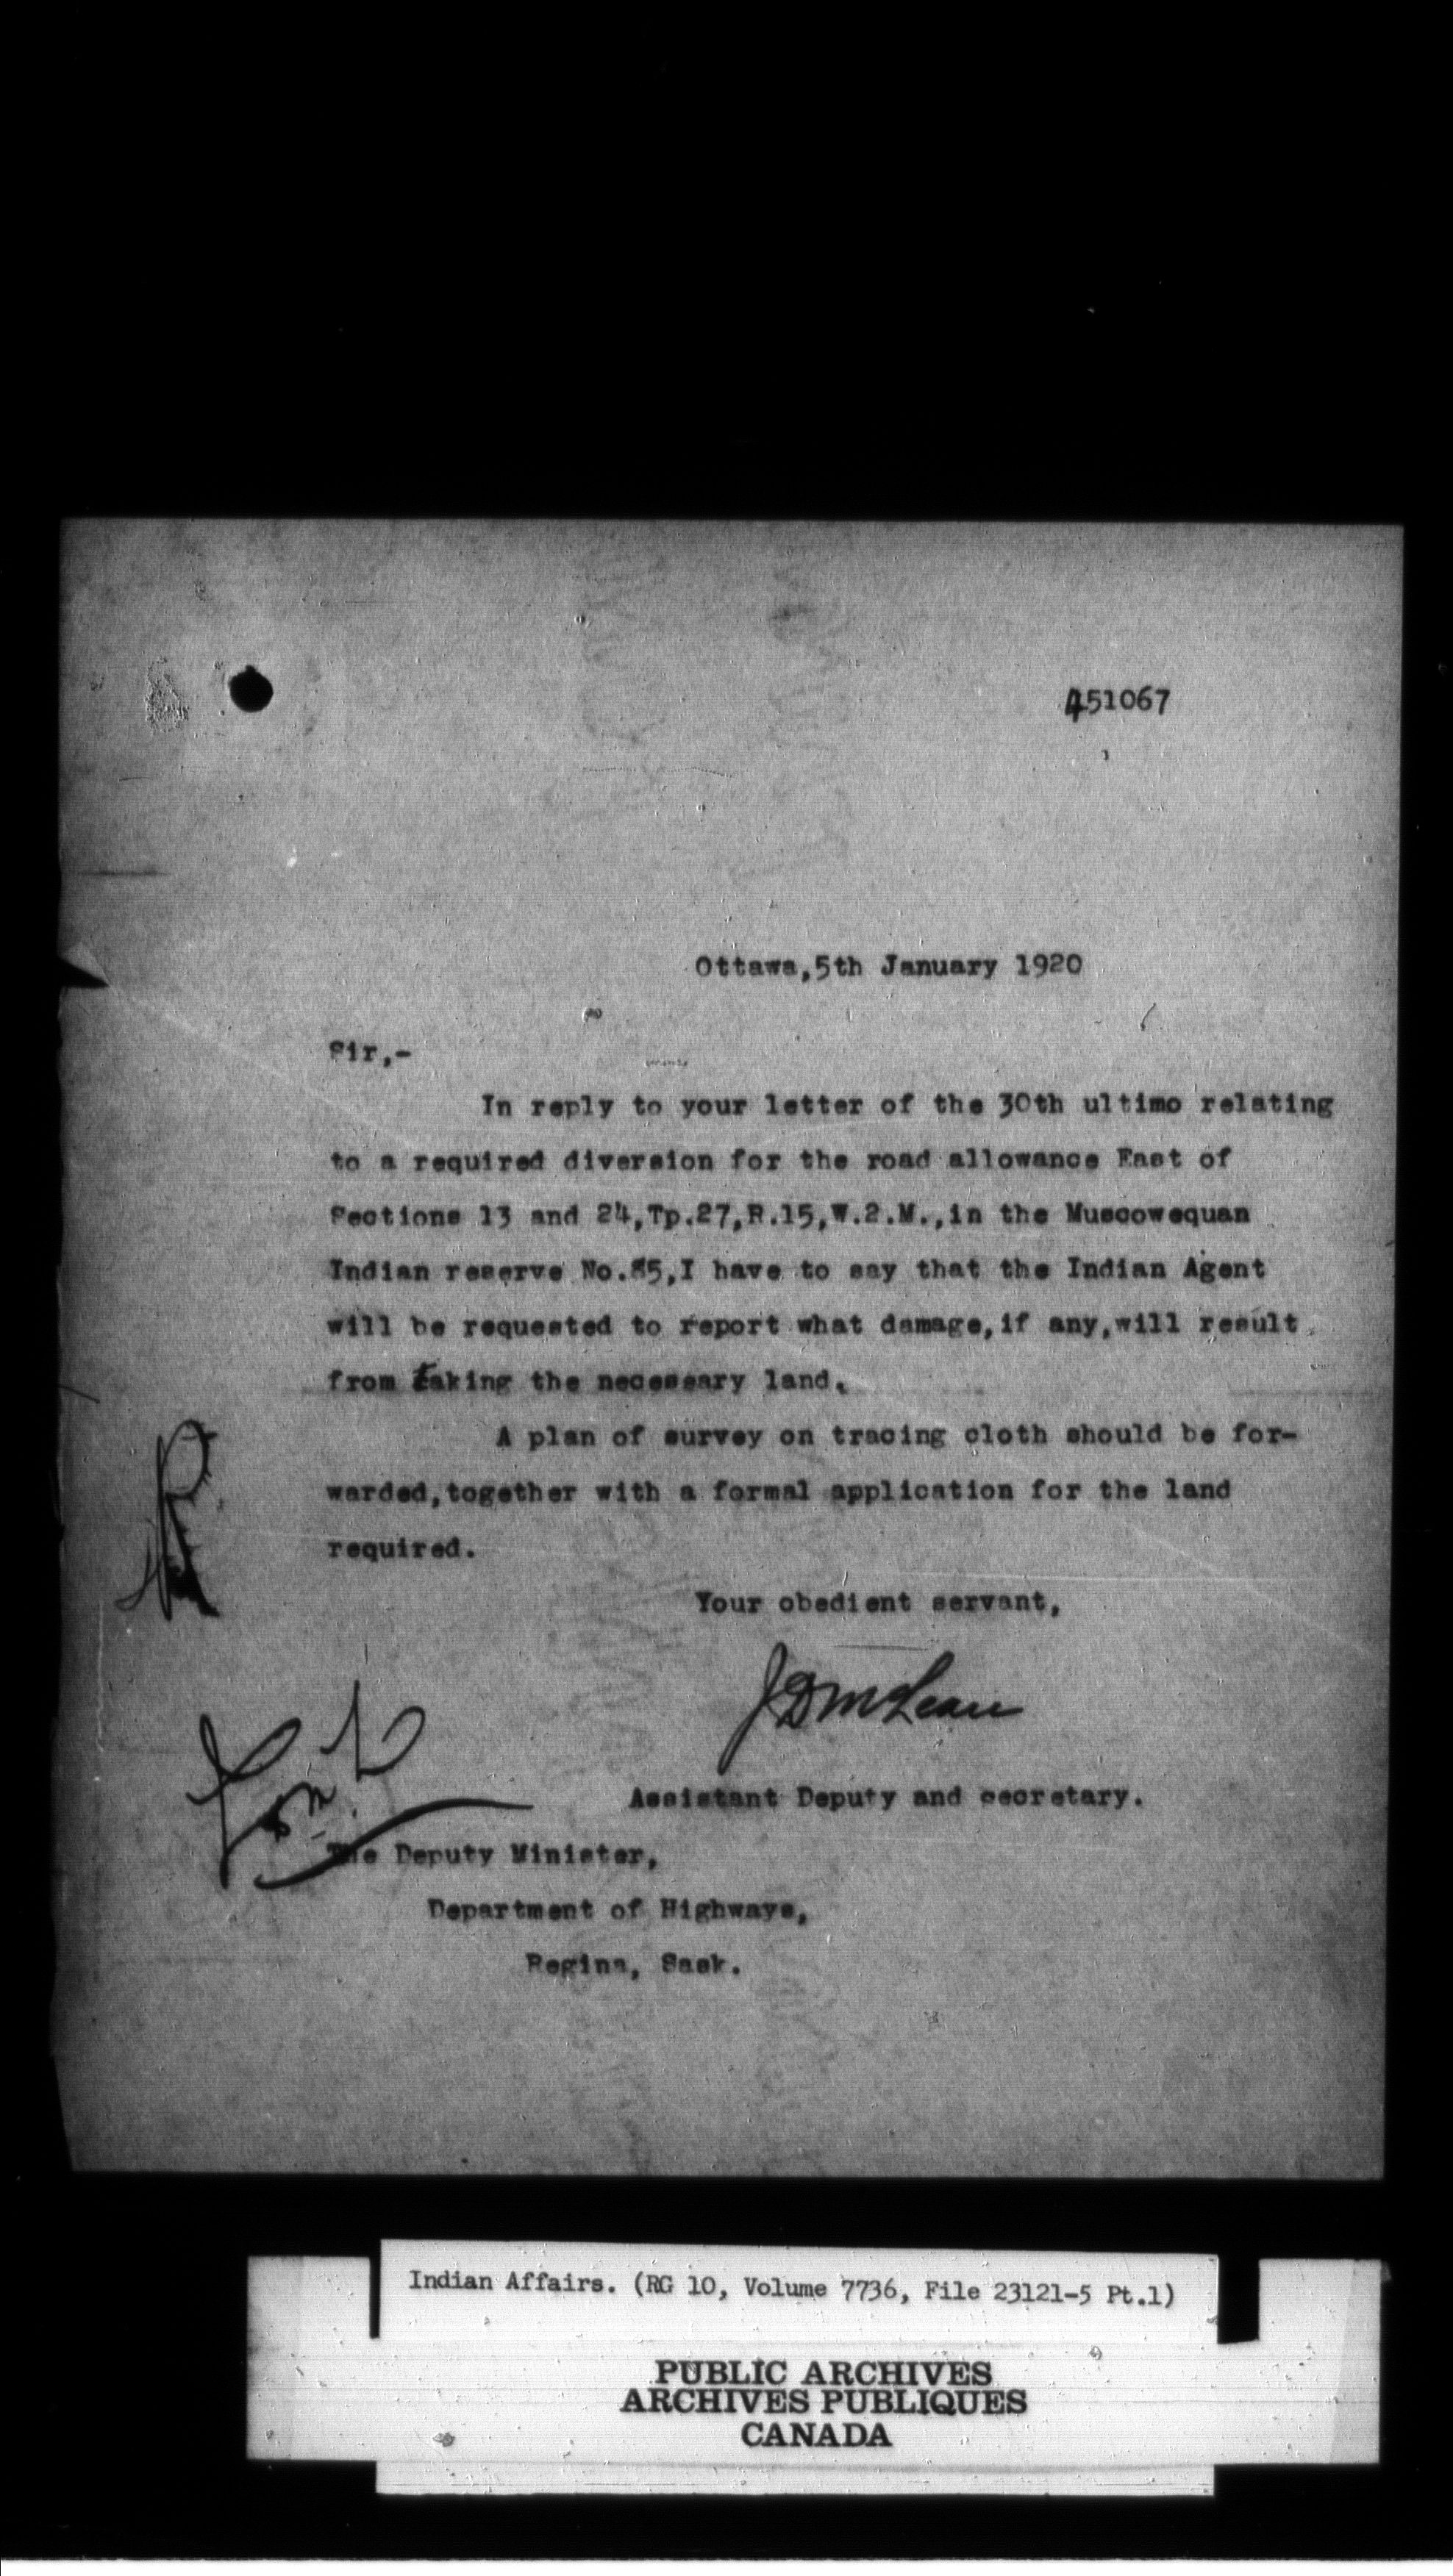 451067
Ottawa,5th January 1920
Sir,-
In reply to your letter of the 30th ultimo relating
to a required diversion for the road allowance East of
Sections 13 and 24,Tp.27,R.15,W.2.M.,in the Muscowequan
Indian reserve No.85,I have to say that the Indian Agent
will be requested to report what damage,if any,will result
from taking the necessary land.
A plan of survey on tracing cloth should be for-
warded,together with a formal application for the land
required.
Your obedient servant,
J D McLean
Assistant Deputy and secretary.
The Deputy Minister,
Department of Highways,
Regina, Sask.
Indian Affairs. (RG 10, Volume 7736, File 23121-5 Pt.1)
PUBLIC ARCHIVES
ARCHIVES PUBLIQUES
CANADA